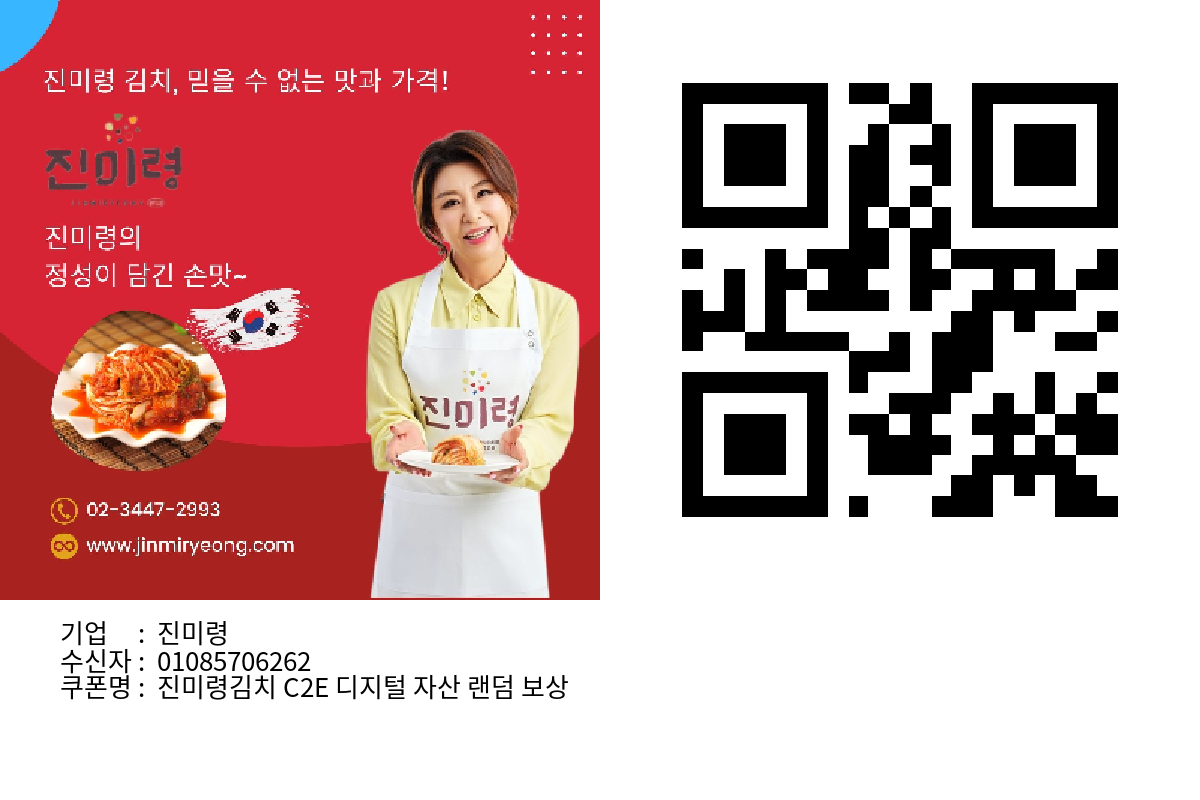 진미령 김치, 믿을 수 없는 맛과 가격!
진미령
진미령의
정성이 담긴 손맛~
진미령
02-3447-2993
www.jinmiryeong.com
기업 : 진미령
수신자 : 01085706262
쿠폰명 : 진미령김치 C2E 디지털 자산 랜덤 보상